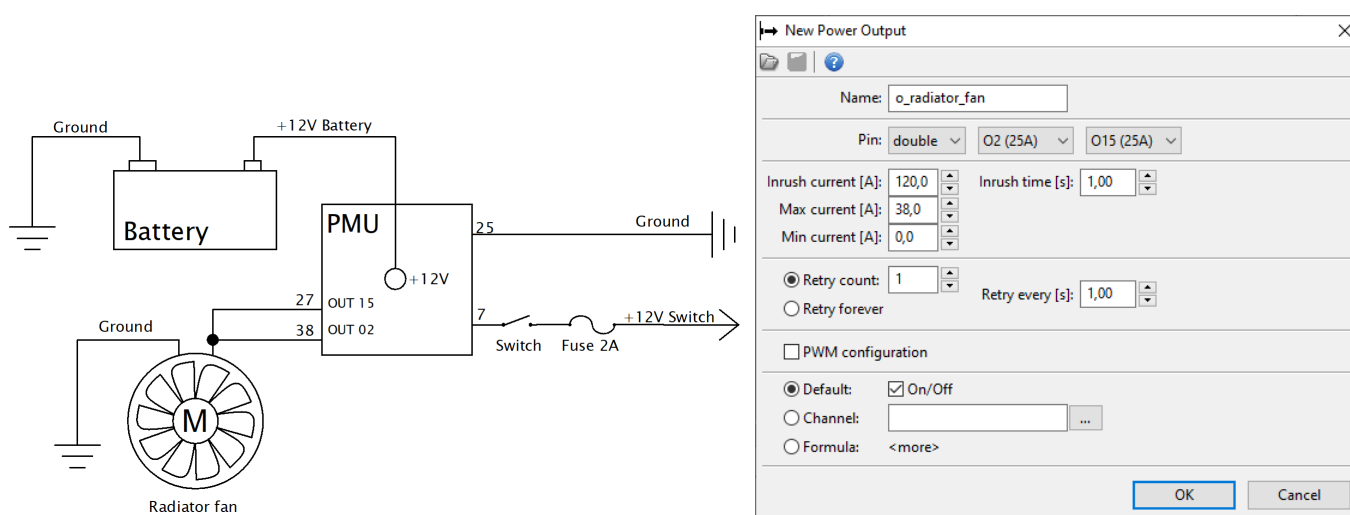 Ground
+12V Battery
Battery
PMU
25
Ground
+12V
27
OUT 15
38
OUT 02
7
+12V Switch
Switch
Fuse 2A
Ground
M
Radiator fan
New Power Output
Name: o_radiator_fan
Pin: double O2 (25A) O15 (25A)
Inrush current [A]: 120,0 Inrush time [s]: 1,00
Max current [A]: 38,0
Min current [A]: 0,0
Retry count: 1
Retry every [s]: 1,00
Retry forever
PWM configuration
Default: On/Off
Channel: ...
Formula: <more>
OK Cancel